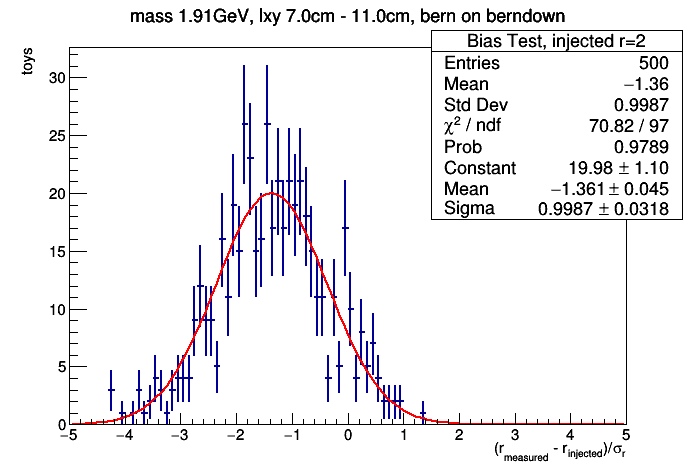 mass 1.91GeV, lxy 7.0cm - 11.0cm, bern on berndown
toys
Bias Test, injected r=2
Entries 500
Mean −1.36
Std Dev 0.9987
χ² / ndf 70.82 / 97
Prob 0.9789
Constant 19.98 ± 1.10
Mean −1.361 ± 0.045
Sigma 0.9987 ± 0.0318
30
25
20
15
10
5
0
−5 −4 −3 −2 −1 0 1 2 3 4 5
(r_measured - r_injected)/σ_r